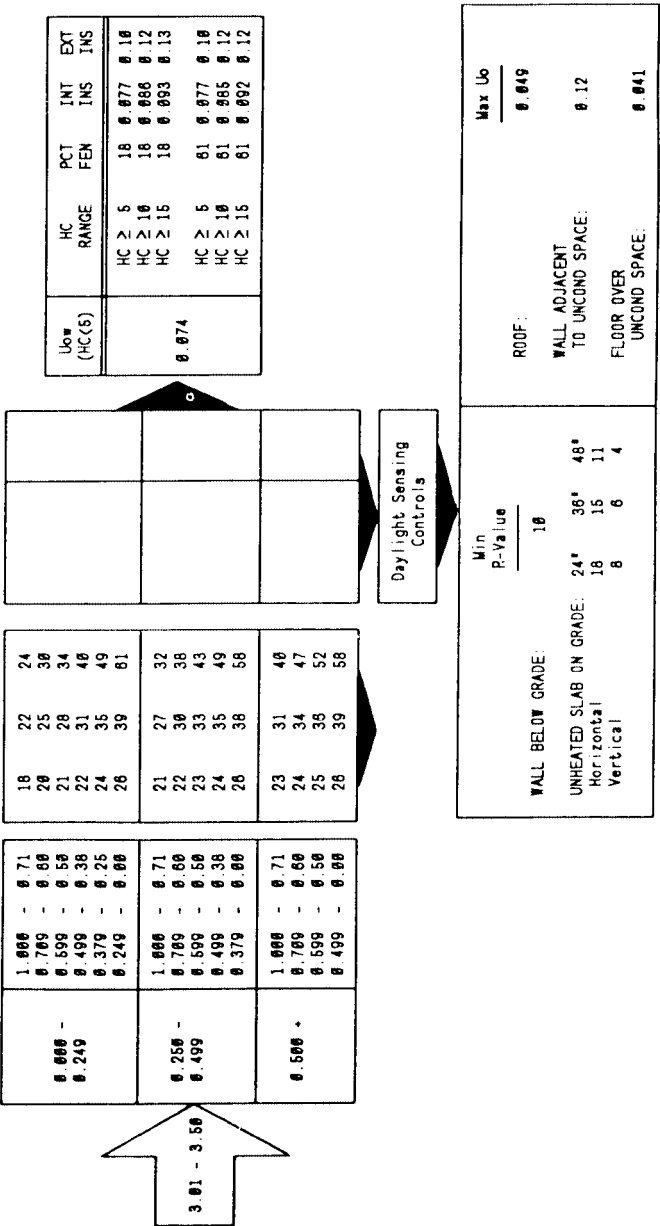 3.01 - 3.50
0.000 -
0.249
1.000 - 0.71
0.709 - 0.60
0.599 - 0.50
0.499 - 0.38
0.379 - 0.25
0.249 - 0.00
18 22 24
20 25 30
21 28 34
22 31 40
24 35 49
26 39 61
0.250 -
0.499
1.000 - 0.71
0.709 - 0.60
0.599 - 0.50
0.499 - 0.38
0.379 - 0.00
21 27 32
22 30 38
23 33 43
24 35 49
26 38 58
0.500 +
1.000 - 0.71
0.709 - 0.60
0.599 - 0.50
0.499 - 0.00
23 31 40
24 34 47
25 36 52
26 39 58
o
Uow
(HC<5)
HC
RANGE
PCT
FEN
INT
INS
EXT
INS
0.074
HC ≥ 5 18 0.077 0.10
HC ≥ 10 18 0.086 0.12
HC ≥ 15 18 0.093 0.13
HC ≥ 5 61 0.077 0.10
HC ≥ 10 61 0.085 0.12
HC ≥ 15 61 0.092 0.12
Daylight Sensing
Controls
Min
R-Value
WALL BELOW GRADE: 10
UNHEATED SLAB ON GRADE: 24" 36" 48"
Horizontal 18 15 11
Vertical 8 6 4
Max Uo
ROOF: 0.049
WALL ADJACENT
TO UNCOND SPACE: 0.12
FLOOR OVER
UNCOND SPACE: 0.041